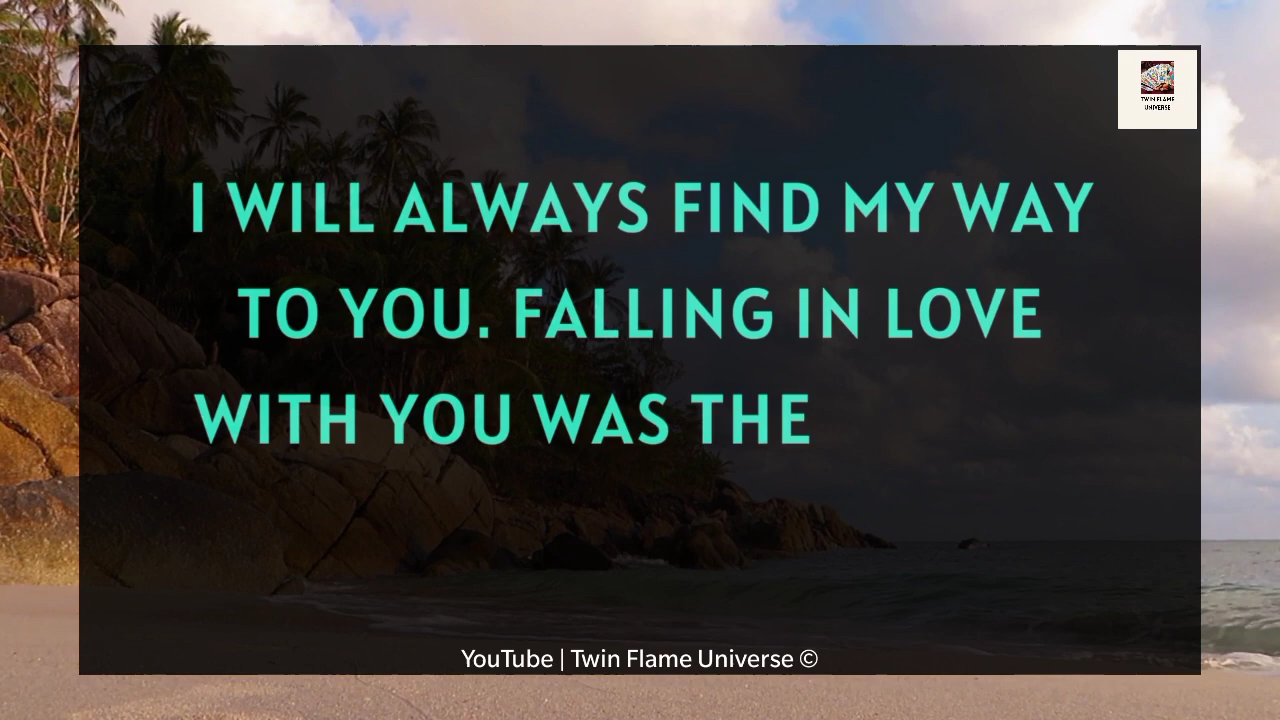 TWIN FLAME
UNIVERSE
I WILL ALWAYS FIND MY WAY
TO YOU. FALLING IN LOVE
WITH YOU WAS THE
YouTube | Twin Flame Universe ©